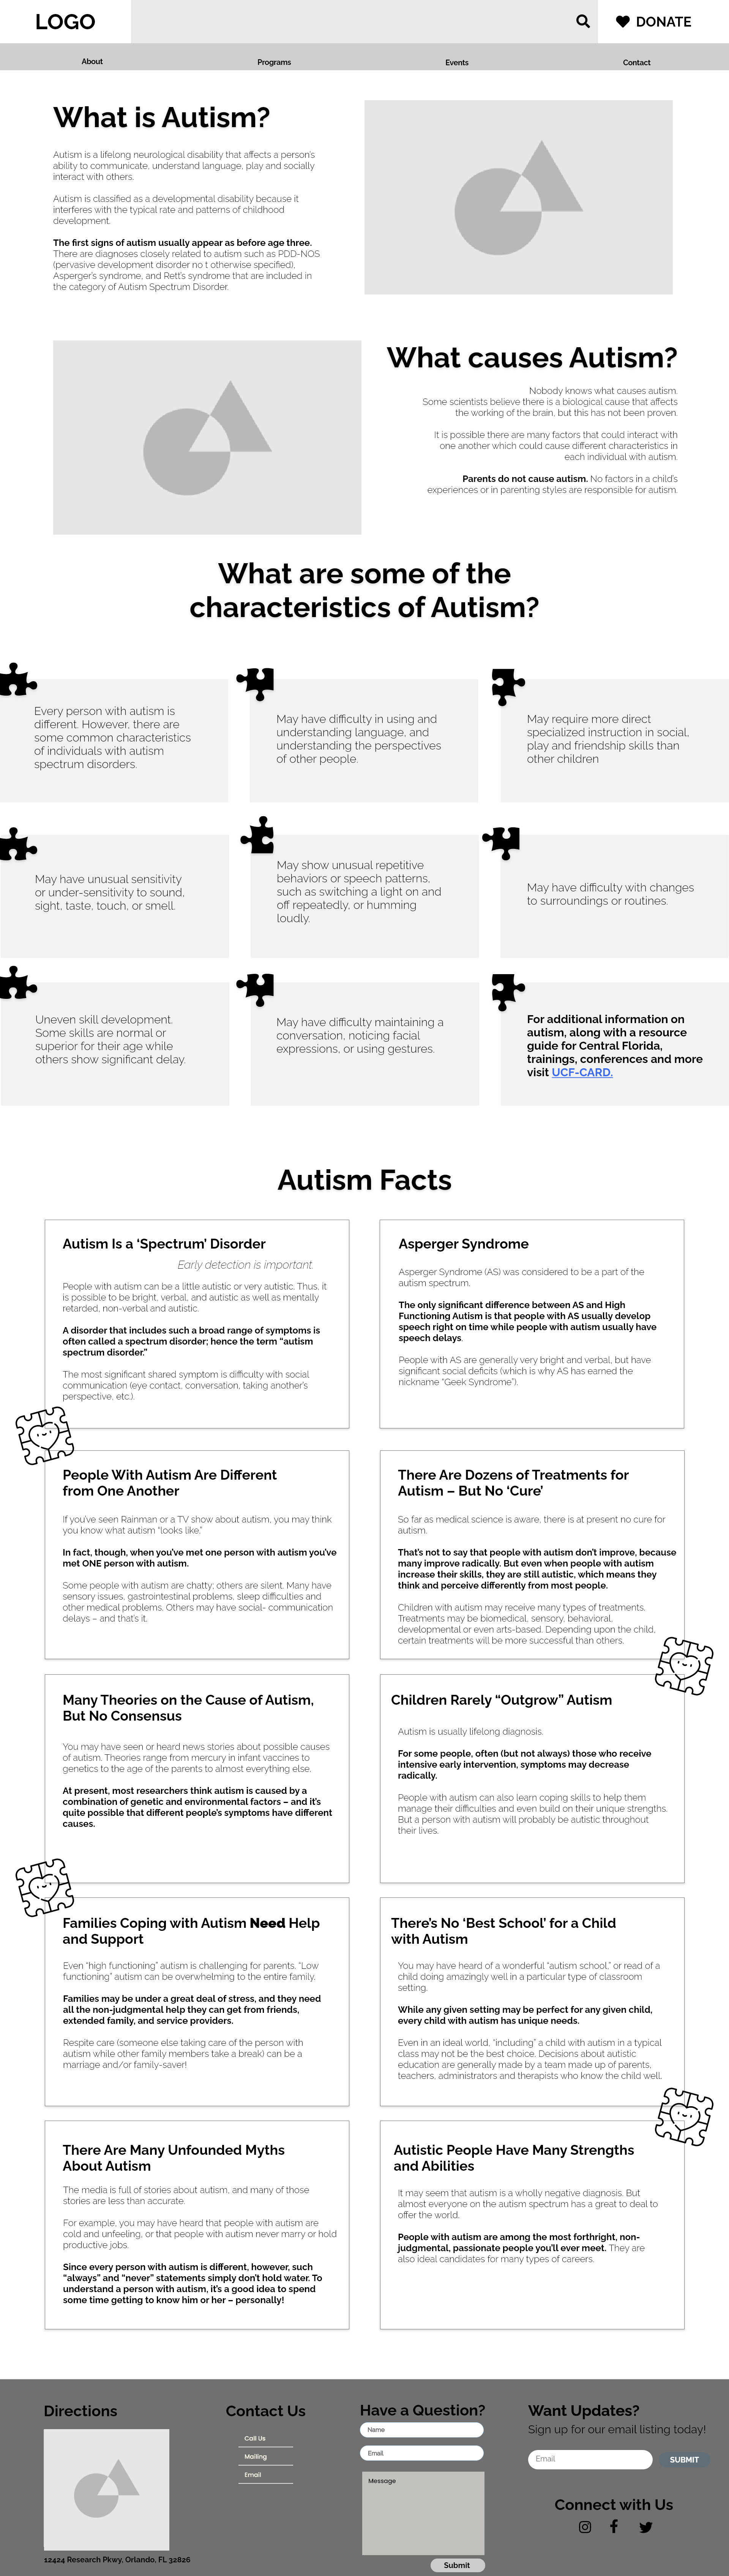 LOGO
DONATE
About
Programs
Events
Contact
What is Autism?
Autism is a lifelong neurological disability that affects a person's
ability to communicate, understand language, play and socially
interact with others.
Autism is classified as a developmental disability because it
interferes with the typical rate and patterns of childhood
development.
The first signs of autism usually appear as before age three.
There are diagnoses closely related to autism such as PDD-NOS
(pervasive development disorder no t otherwise specified),
Asperger's syndrome, and Rett's syndrome that are included in
the category of Autism Spectrum Disorder.
What causes Autism?
Nobody knows what causes autism.
Some scientists believe there is a biological cause that affects
the working of the brain, but this has not been proven.
It is possible there are many factors that could interact with
one another which could cause different characteristics in
each individual with autism.
Parents do not cause autism. No factors in a child's
experiences or in parenting styles are responsible for autism.
What are some of the
characteristics of Autism?
Every person with autism is
different. However, there are
some common characteristics
of individuals with autism
spectrum disorders.
May have difficulty in using and
understanding language, and
understanding the perspectives
of other people.
May require more direct
specialized instruction in social,
play and friendship skills than
other children
May have unusual sensitivity
or under-sensitivity to sound,
sight, taste, touch, or smell.
May show unusual repetitive
behaviors or speech patterns,
such as switching a light on and
off repeatedly, or humming
loudly.
May have difficulty with changes
to surroundings or routines.
Uneven skill development.
Some skills are normal or
superior for their age while
others show significant delay.
May have difficulty maintaining a
conversation, noticing facial
expressions, or using gestures.
For additional information on
autism, along with a resource
guide for Central Florida,
trainings, conferences and more
visit UCF-CARD.
Autism Facts
Autism Is a ‘Spectrum’ Disorder
Early detection is important.
People with autism can be a little autistic or very autistic. Thus, it
is possible to be bright, verbal, and autistic as well as mentally
retarded, non-verbal and autistic.
A disorder that includes such a broad range of symptoms is
often called a spectrum disorder; hence the term “autism
spectrum disorder.”
The most significant shared symptom is difficulty with social
communication (eye contact, conversation, taking another's
perspective, etc.).
Asperger Syndrome
Asperger Syndrome (AS) was considered to be a part of the
autism spectrum.
The only significant difference between AS and High
Functioning Autism is that people with AS usually develop
speech right on time while people with autism usually have
speech delays.
People with AS are generally very bright and verbal, but have
significant social deficits (which is why AS has earned the
nickname “Geek Syndrome”).
People With Autism Are Different
from One Another
If you've seen Rainman or a TV show about autism, you may think
you know what autism “looks like.”
In fact, though, when you've met one person with autism you've
met ONE person with autism.
Some people with autism are chatty; others are silent. Many have
sensory issues, gastrointestinal problems, sleep difficulties and
other medical problems. Others may have social- communication
delays – and that's it.
There Are Dozens of Treatments for
Autism – But No ‘Cure’
So far as medical science is aware, there is at present no cure for
autism.
That's not to say that people with autism don't improve, because
many improve radically. But even when people with autism
increase their skills, they are still autistic, which means they
think and perceive differently from most people.
Children with autism may receive many types of treatments.
Treatments may be biomedical, sensory, behavioral,
developmental or even arts-based. Depending upon the child,
certain treatments will be more successful than others.
Many Theories on the Cause of Autism,
But No Consensus
You may have seen or heard news stories about possible causes
of autism. Theories range from mercury in infant vaccines to
genetics to the age of the parents to almost everything else.
At present, most researchers think autism is caused by a
combination of genetic and environmental factors – and it's
quite possible that different people's symptoms have different
causes.
Children Rarely “Outgrow” Autism
Autism is usually lifelong diagnosis.
For some people, often (but not always) those who receive
intensive early intervention, symptoms may decrease
radically.
People with autism can also learn coping skills to help them
manage their difficulties and even build on their unique strengths.
But a person with autism will probably be autistic throughout
their lives.
Families Coping with Autism Need Help
and Support
Even “high functioning” autism is challenging for parents. “Low
functioning” autism can be overwhelming to the entire family.
Families may be under a great deal of stress, and they need
all the non-judgmental help they can get from friends,
extended family, and service providers.
Respite care (someone else taking care of the person with
autism while other family members take a break) can be a
marriage and/or family-saver!
There's No ‘Best School’ for a Child
with Autism
You may have heard of a wonderful “autism school,” or read of a
child doing amazingly well in a particular type of classroom
setting.
While any given setting may be perfect for any given child,
every child with autism has unique needs.
Even in an ideal world, “including” a child with autism in a typical
class may not be the best choice. Decisions about autistic
education are generally made by a team made up of parents,
teachers, administrators and therapists who know the child well.
There Are Many Unfounded Myths
About Autism
The media is full of stories about autism, and many of those
stories are less than accurate.
For example, you may have heard that people with autism are
cold and unfeeling, or that people with autism never marry or hold
productive jobs.
Since every person with autism is different, however, such
“always” and “never” statements simply don't hold water. To
understand a person with autism, it's a good idea to spend
some time getting to know him or her – personally!
Autistic People Have Many Strengths
and Abilities
It may seem that autism is a wholly negative diagnosis. But
almost everyone on the autism spectrum has a great to deal to
offer the world.
People with autism are among the most forthright, non-
judgmental, passionate people you'll ever meet. They are
also ideal candidates for many types of careers.
Directions
12424 Research Pkwy, Orlando, FL 32826
Contact Us
Call Us
Mailing
Email
Have a Question?
Name
Email
Message
Submit
Want Updates?
Sign up for our email listing today!
Email
SUBMIT
Connect with Us